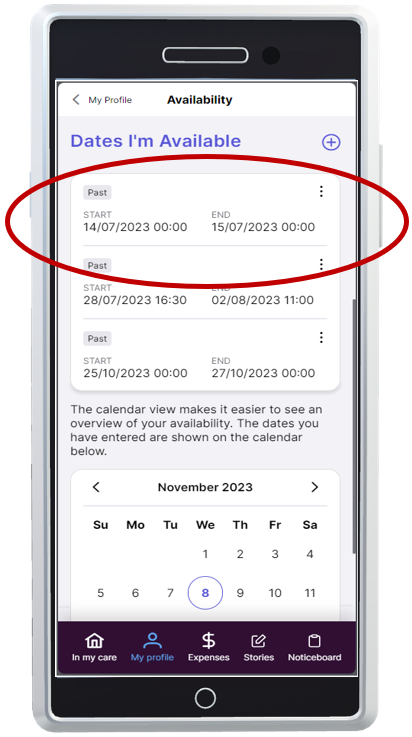 My Profile Availability
Dates I'm Available
Past
START END
14/07/2023 00:00 15/07/2023 00:00
Past
START END
28/07/2023 16:30 02/08/2023 11:00
Past
START END
25/10/2023 00:00 27/10/2023 00:00
The calendar view makes it easier to see an
overview of your availability. The dates you
have entered are shown on the calendar
below.
November 2023
Su Mo Tu We Th Fr Sa
1 2 3 4
5 6 7 8 9 10 11
In my care My profile Expenses Stories Noticeboard